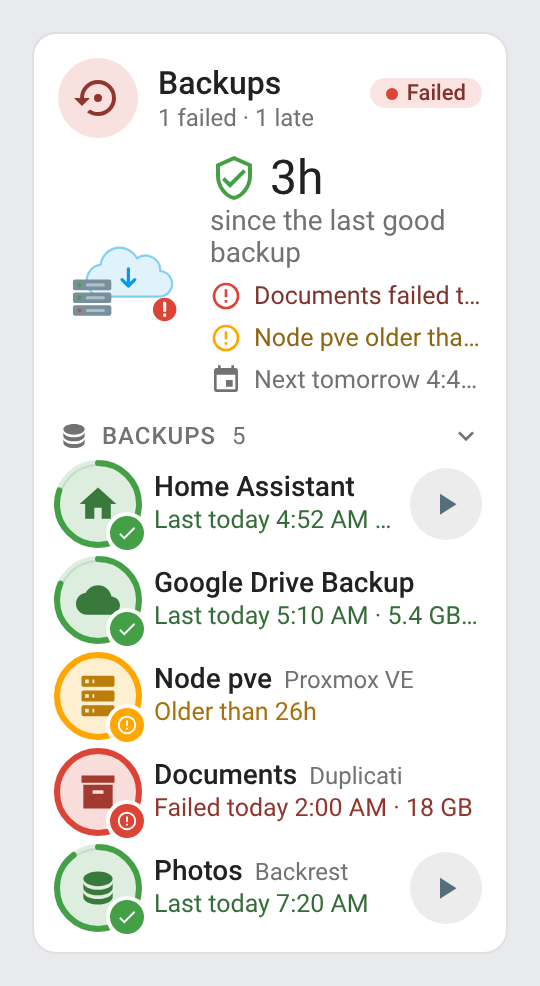 Backups
1 failed · 1 late
Failed
3h
since the last good
backup
Documents failed t…
Node pve older tha…
Next tomorrow 4:4…
BACKUPS 5
Home Assistant
Last today 4:52 AM …
Google Drive Backup
Last today 5:10 AM · 5.4 GB…
Node pve Proxmox VE
Older than 26h
Documents Duplicati
Failed today 2:00 AM · 18 GB
Photos Backrest
Last today 7:20 AM